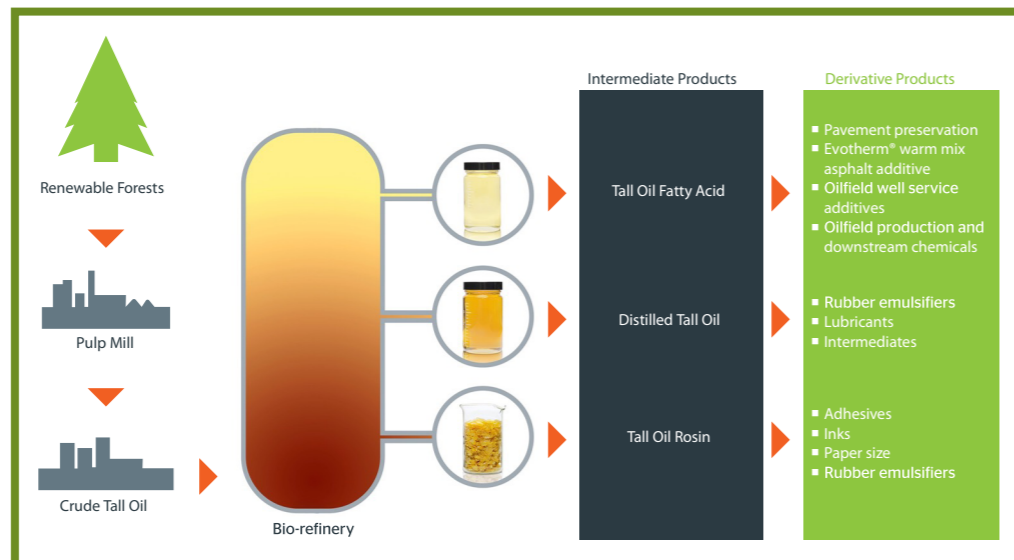 Intermediate Products
Derivative Products
Renewable Forests
Pulp Mill
Crude Tall Oil
Bio-refinery
Tall Oil Fatty Acid
Distilled Tall Oil
Tall Oil Rosin
▪ Pavement preservation
▪ Evotherm® warm mix
asphalt additive
▪ Oilfield well service
additives
▪ Oilfield production and
downstream chemicals
▪ Rubber emulsifiers
▪ Lubricants
▪ Intermediates
▪ Adhesives
▪ Inks
▪ Paper size
▪ Rubber emulsifiers